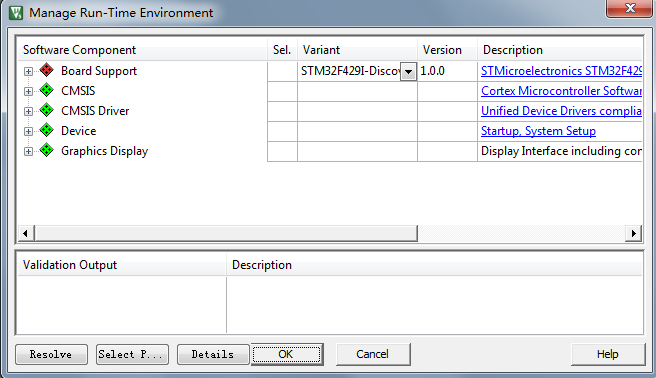 Manage Run-Time Environment
Software Component Sel. Variant Version Description
Board Support STM32F429I-Discov 1.0.0 STMicroelectronics STM32F429
CMSIS Cortex Microcontroller Softwar
CMSIS Driver Unified Device Drivers complia
Device Startup, System Setup
Graphics Display Display Interface including con
Validation Output Description
Resolve Select P... Details OK Cancel Help